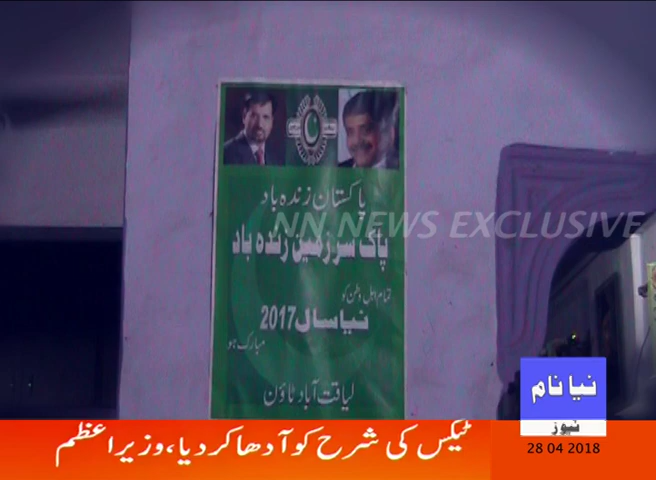 پاکستان زندہ باد
پاک سرزمین زندہ باد
NN NEWS EXCLUSIVE
تمام اہل وطن کو
نیا سال 2017
مبارک ہو
لیاقت آباد ٹاؤن
نیا نام
نیوز
28 04 2018
ٹیکس کی شرح کو آدھا کردیا، وزیراعظم